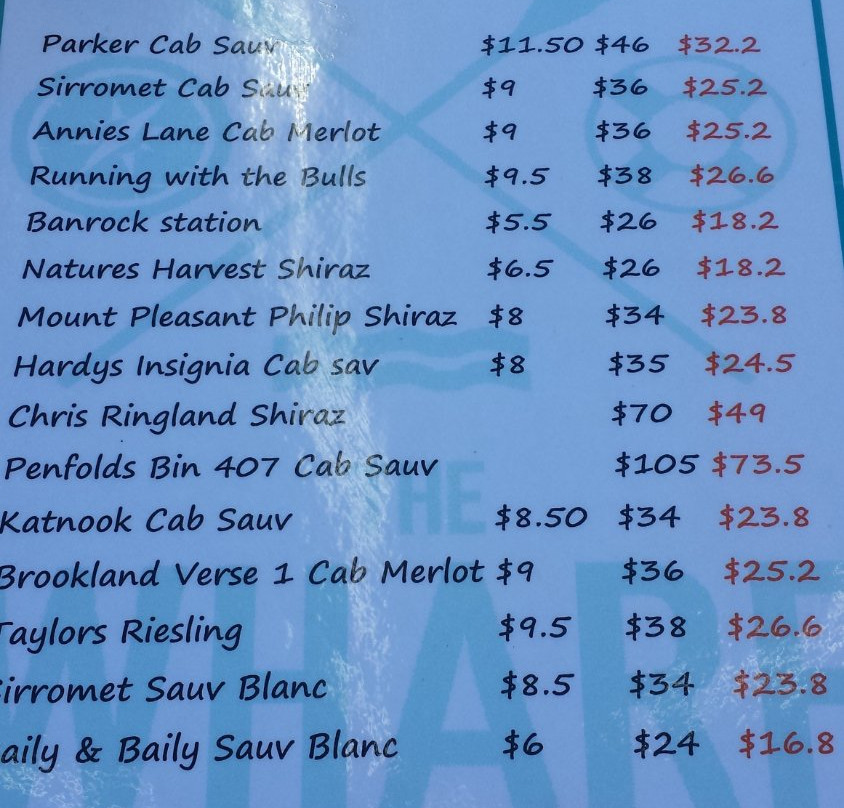 Parker Cab Sauv $11.50 $46 $32.2
Sirromet Cab Sauv $9 $36 $25.2
Annies Lane Cab Merlot $9 $36 $25.2
Running with the Bulls $9.5 $38 $26.6
Banrock station $5.5 $26 $18.2
Natures Harvest Shiraz $6.5 $26 $18.2
Mount Pleasant Philip Shiraz $8 $34 $23.8
Hardys Insignia Cab sav $8 $35 $24.5
Chris Ringland Shiraz $70 $49
Penfolds Bin 407 Cab Sauv $105 $73.5
HE
Katnook Cab Sauv $8.50 $34 $23.8
Brookland Verse 1 Cab Merlot $9 $36 $25.2
Taylors Riesling $9.5 $38 $26.6
irromet Sauv Blanc $8.5 $34 $23.8
WHARF
aily & Baily Sauv Blanc $6 $24 $16.8